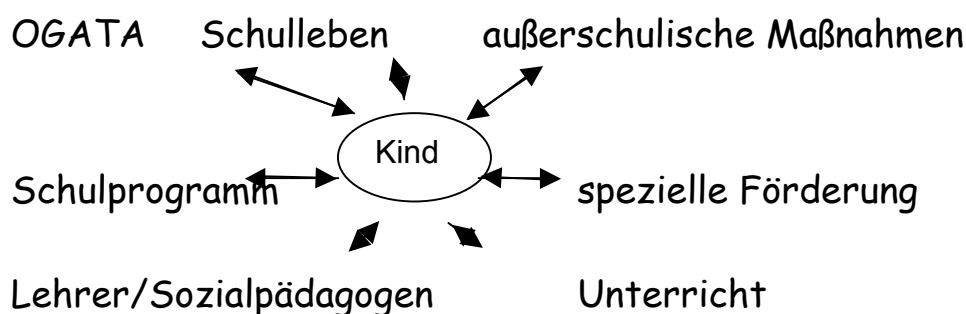 OGATA Schulleben außerschulische Maßnahmen
Kind
Schulprogramm spezielle Förderung
Lehrer/Sozialpädagogen Unterricht